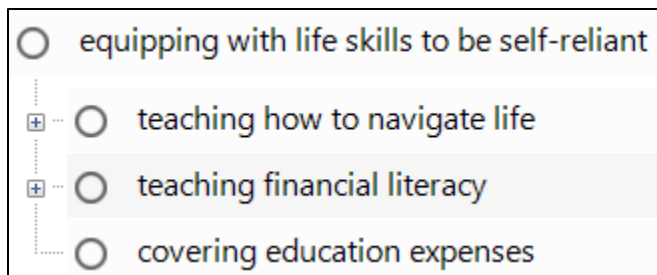 equipping with life skills to be self-reliant
teaching how to navigate life
teaching financial literacy
covering education expenses